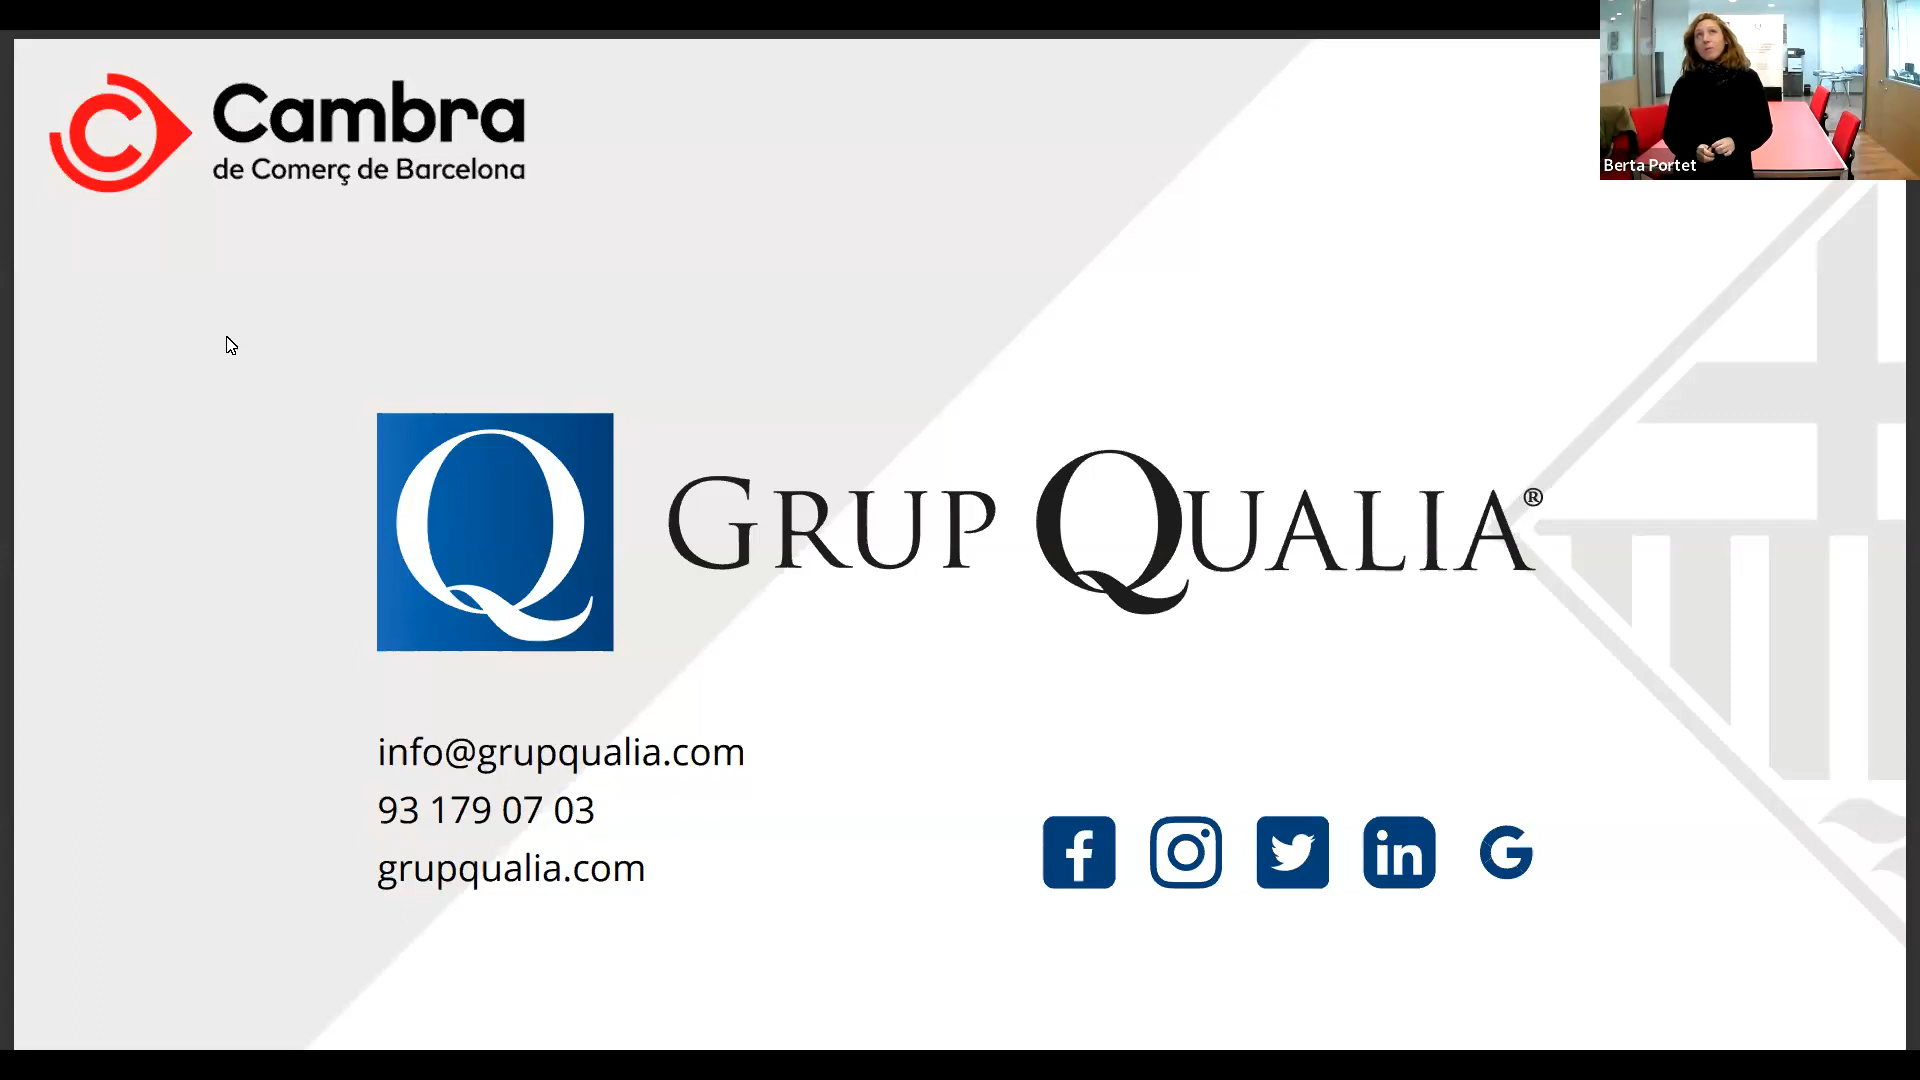 Cambra
de Comerç de Barcelona
Berta Portet
GRUP QUALIA®
info@grupqualia.com
93 179 07 03
grupqualia.com